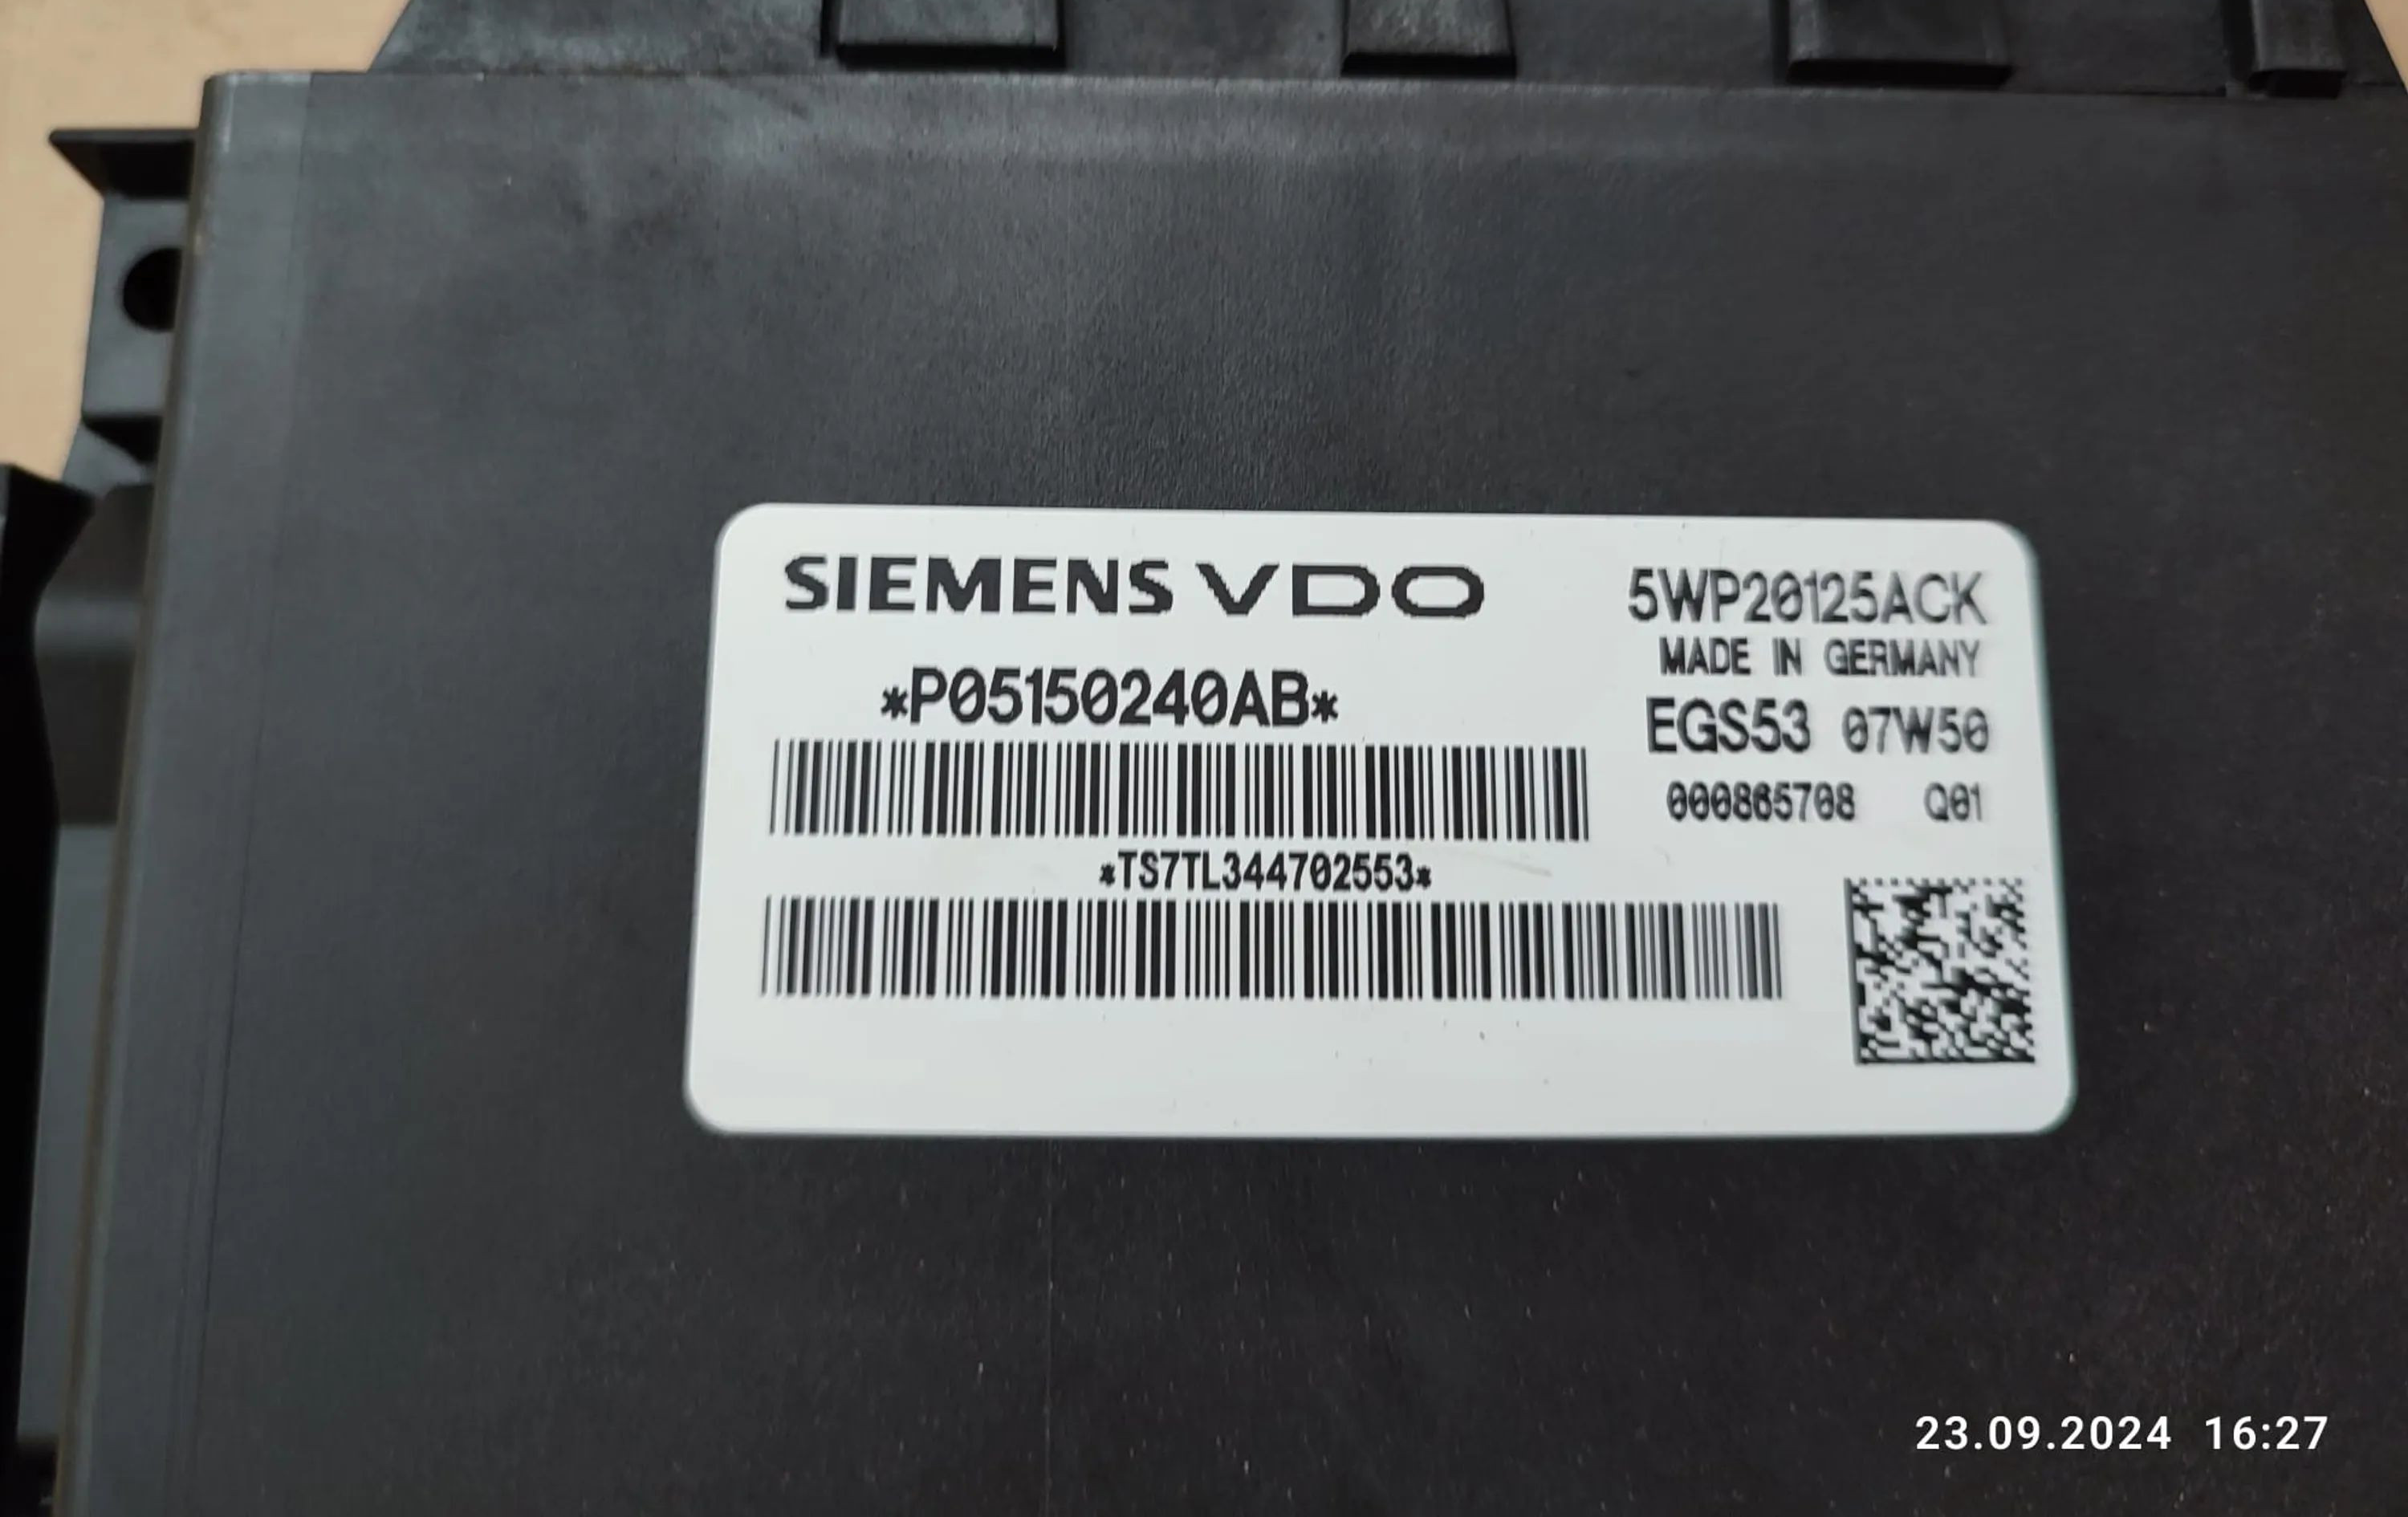 SIEMENS VDO
5WP20125ACK
MADE IN GERMANY
*P05150240AB*
EGS53 07W50
000865708 Q01
*TS7TL344702553*
23.09.2024 16:27